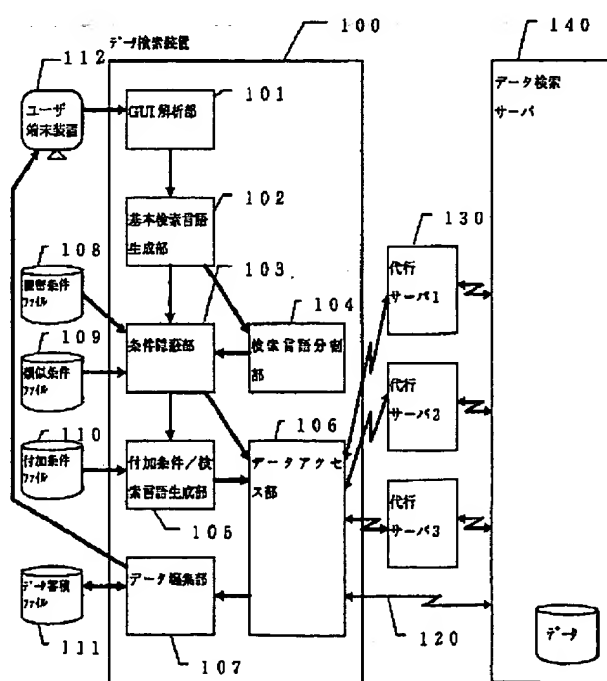 100
140
データ検索装置
112
101
データ検索
サーバ
ユーザ
端末装置
GUI解析部
102
基本検索言語
生成部
130
108
103
代行
サーバ1
機密条件
ファイル
104
109
条件隠蔽部
検索言語分割
部
類似条件
ファイル
代行
サーバ2
110
106
付加条件
ファイル
付加条件/検
索言語生成部
データアクセ
ス部
105
代行
サーバ3
データ蓄積
ファイル
データ編集部
111
107
120
データ